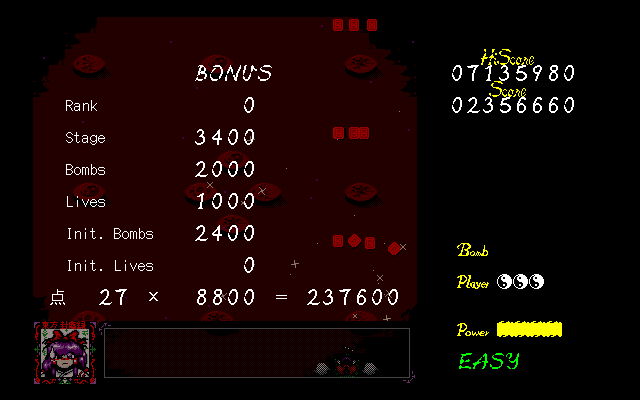 BONUS
Rank 0
Stage 3400
Bombs 2000
Lives 1000
Init. Bombs 2400
Init. Lives 0
点 27 × 8800 = 237600
HiScore
07135980
Score
02356660
Bomb
Player
Power
EASY